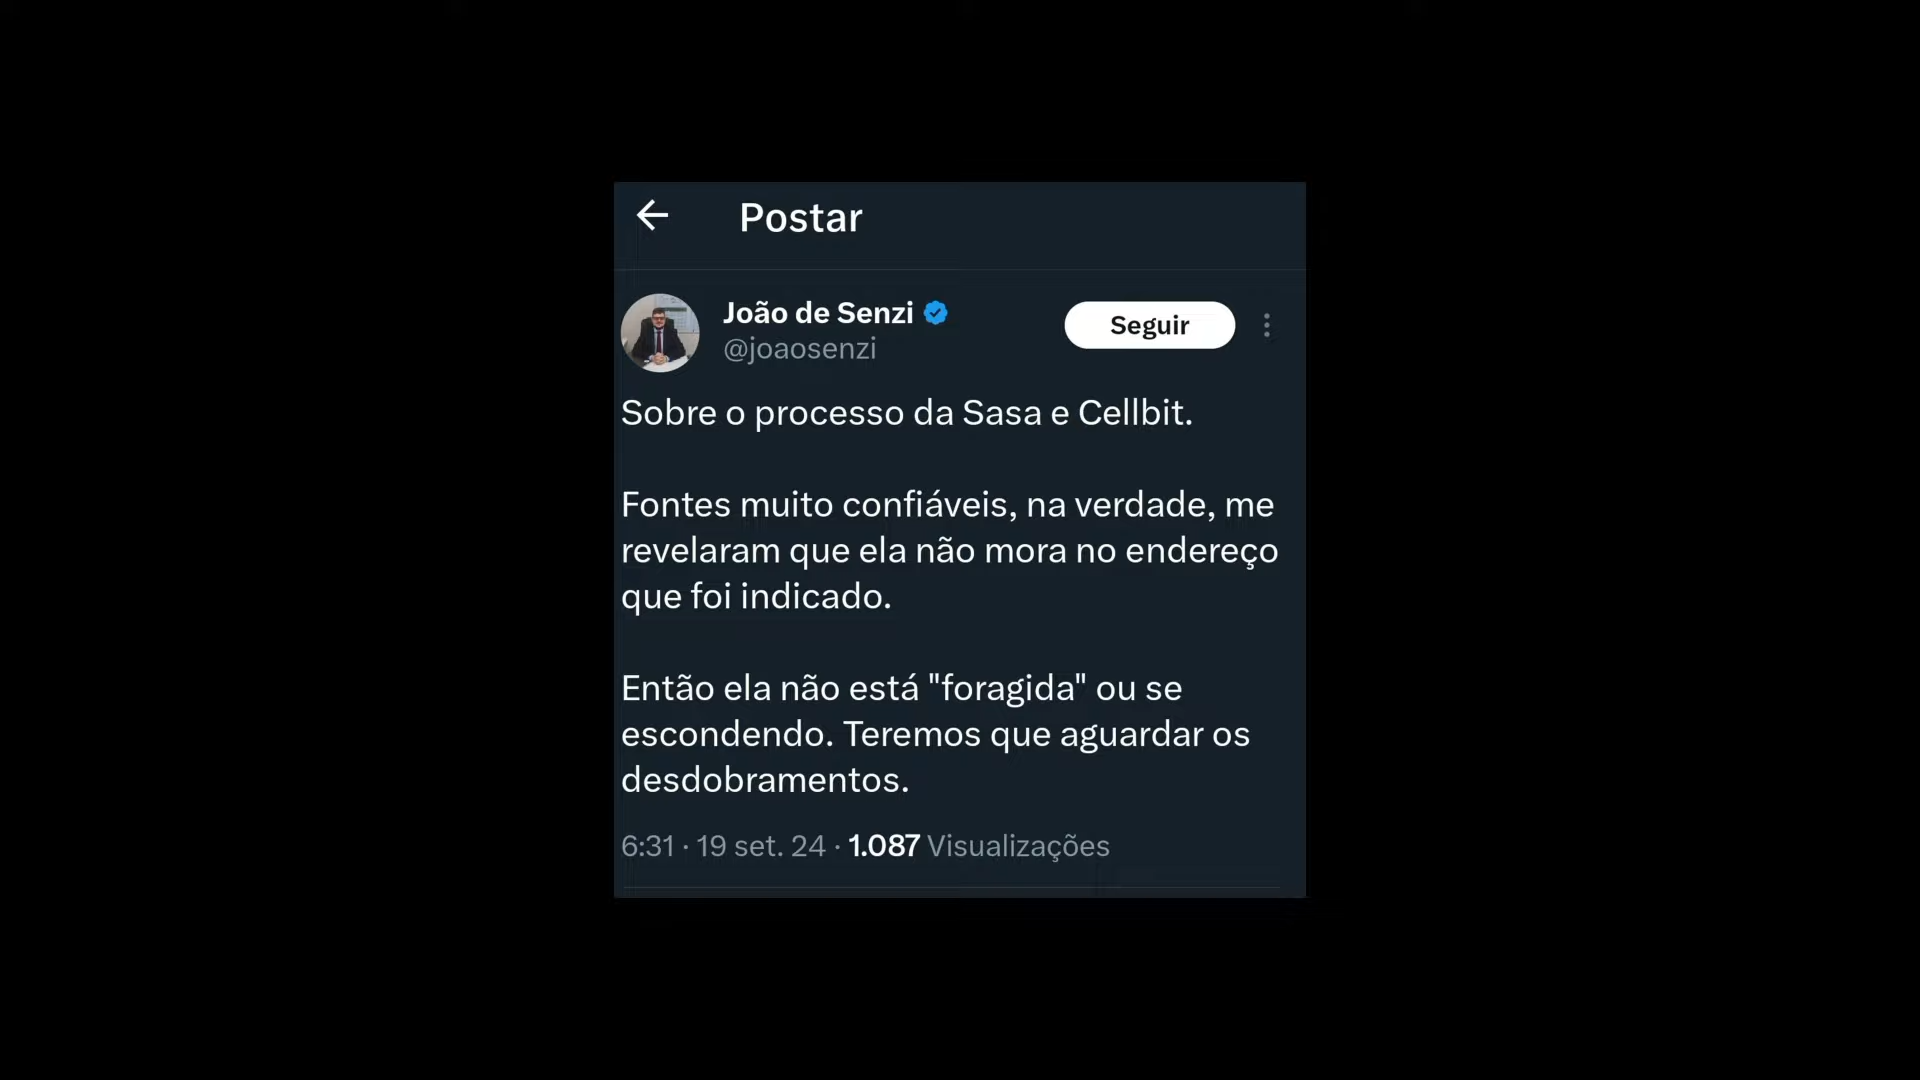 Postar
João de Senzi
@joaosenzi
Seguir
Sobre o processo da Sasa e Cellbit.
Fontes muito confiáveis, na verdade, me
revelaram que ela não mora no endereço
que foi indicado.
Então ela não está "foragida" ou se
escondendo. Teremos que aguardar os
desdobramentos.
6:31 · 19 set. 24 · 1.087 Visualizações